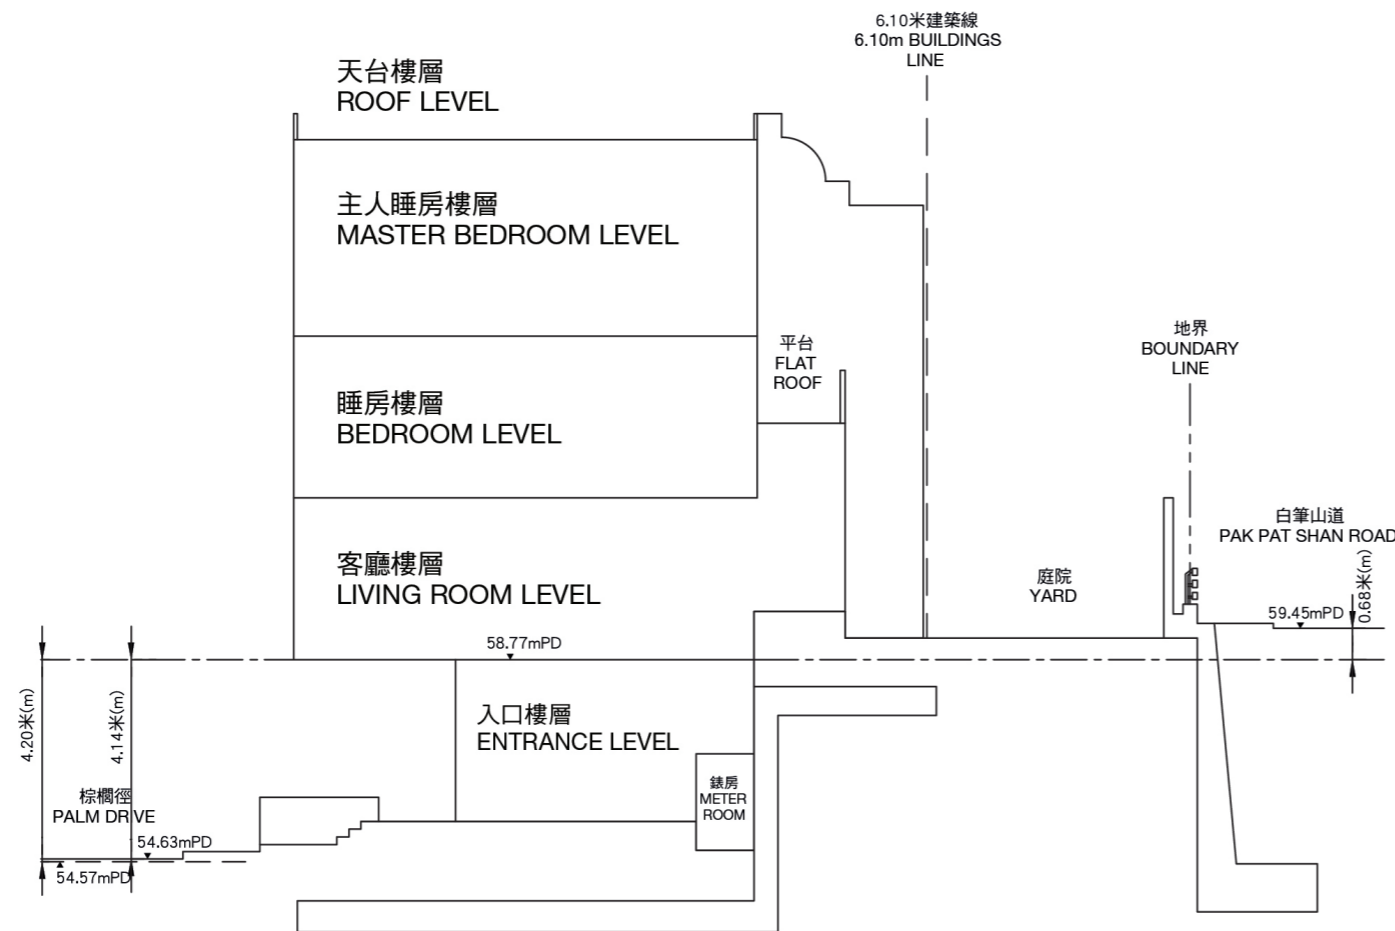 6.10米建築線
6.10m BUILDINGS
LINE
天台樓層
ROOF LEVEL
主人睡房樓層
MASTER BEDROOM LEVEL
平台
FLAT
ROOF
地界
BOUNDARY
LINE
睡房樓層
BEDROOM LEVEL
白筆山道
PAK PAT SHAN ROAD
客廳樓層
LIVING ROOM LEVEL
庭院
YARD
59.45mPD
0.68米(m)
58.77mPD
4.20米(m)
4.14米(m)
入口樓層
ENTRANCE LEVEL
錶房
METER
ROOM
棕櫚徑
PALM DRIVE
54.63mPD
54.57mPD